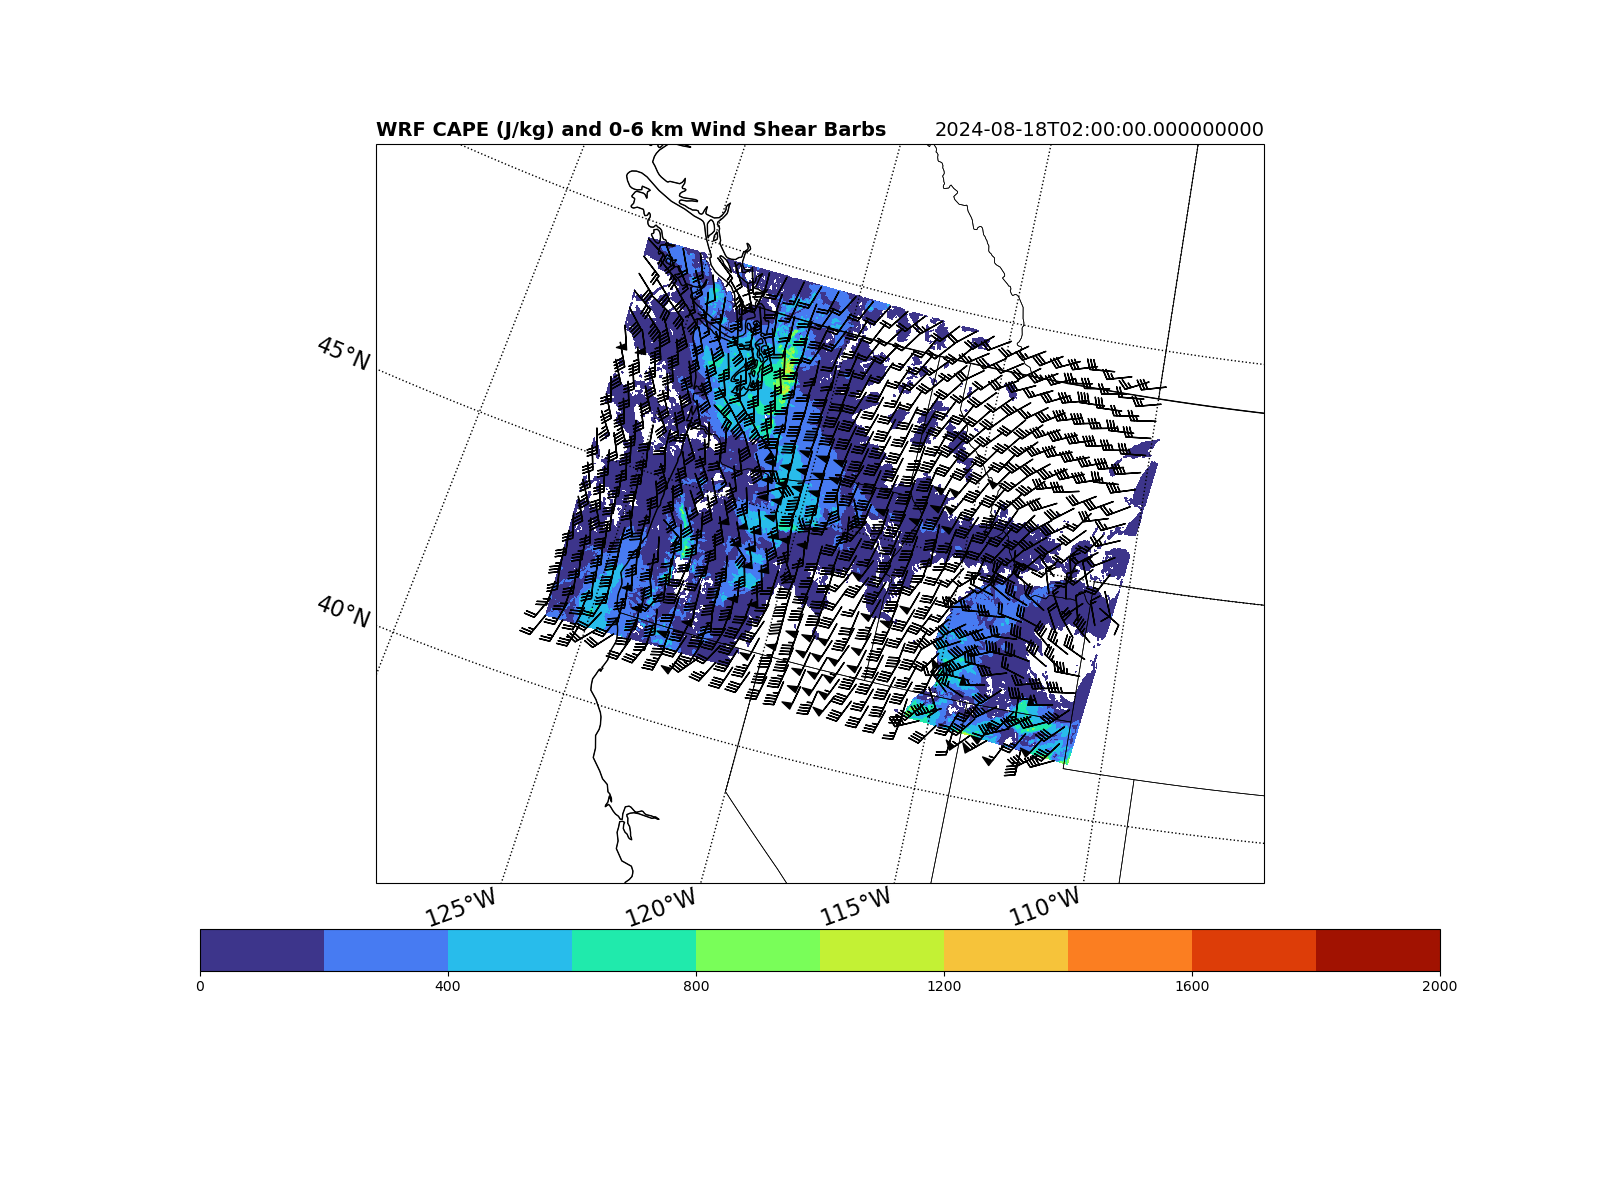 WRF CAPE (J/kg) and 0-6 km Wind Shear Barbs 2024-08-18T02:00:00.000000000
45°N
40°N
125°W 120°W 115°W 110°W
0 400 800 1200 1600 2000